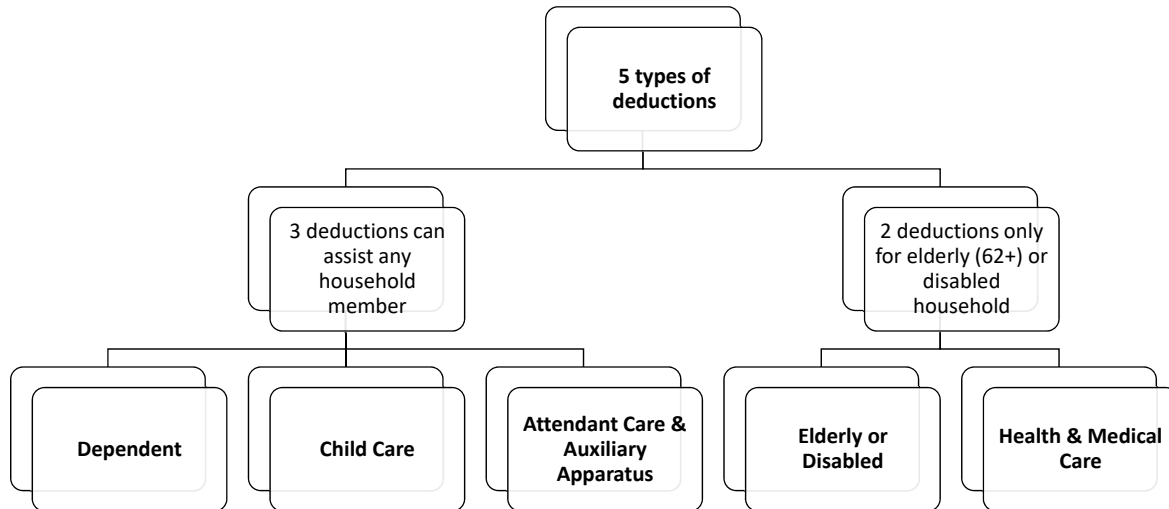 5 types of
deductions
3 deductions can
assist any
household
member
2 deductions only
for elderly (62+) or
disabled
household
Dependent
Child Care
Attendant Care &
Auxiliary
Apparatus
Elderly or
Disabled
Health & Medical
Care